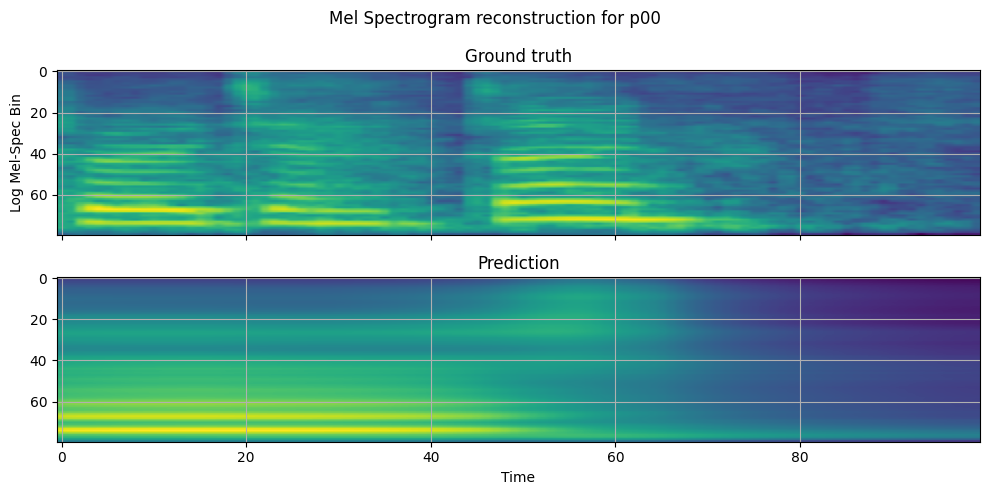 Mel Spectrogram reconstruction for p00
Ground truth
0
20
40
60
Log Mel-Spec Bin
Prediction
0
20
40
60
0 20 40 60 80
Time